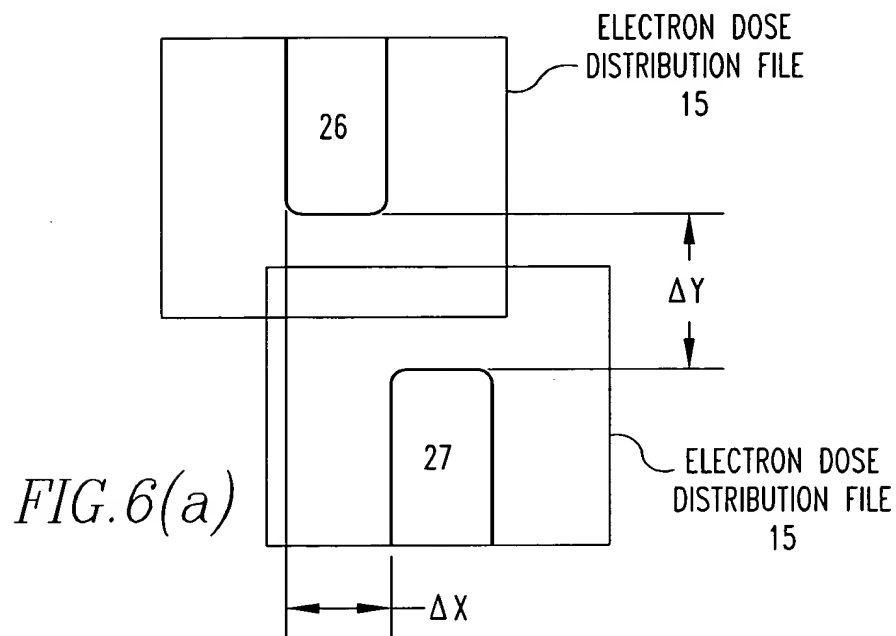 ELECTRON DOSE
DISTRIBUTION FILE
15
26
ΔY
27
ELECTRON DOSE
DISTRIBUTION FILE
15
FIG.6(a)
ΔX